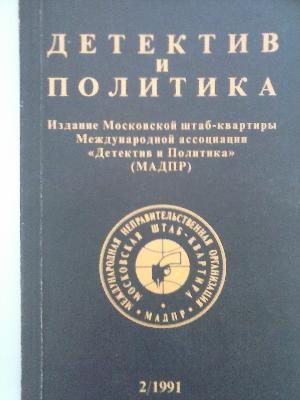 ДЕТЕКТИВ
И
ПОЛИТИКА
Издание Московской штаб-квартиры
Международной ассоциации
«Детектив и Политика»
(МАДПР)
МЕЖДУНАРОДНАЯ НЕПРАВИТЕЛЬСТВЕННАЯ ОРГАНИЗАЦИЯ
МОСКОВСКАЯ ШТАБ-КВАРТИРА
МАДПР
2/1991